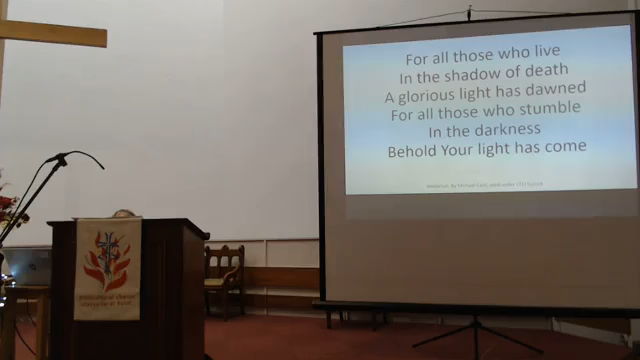 For all those who live
In the shadow of death
A glorious light has dawned
For all those who stumble
In the darkness
Behold Your light has come